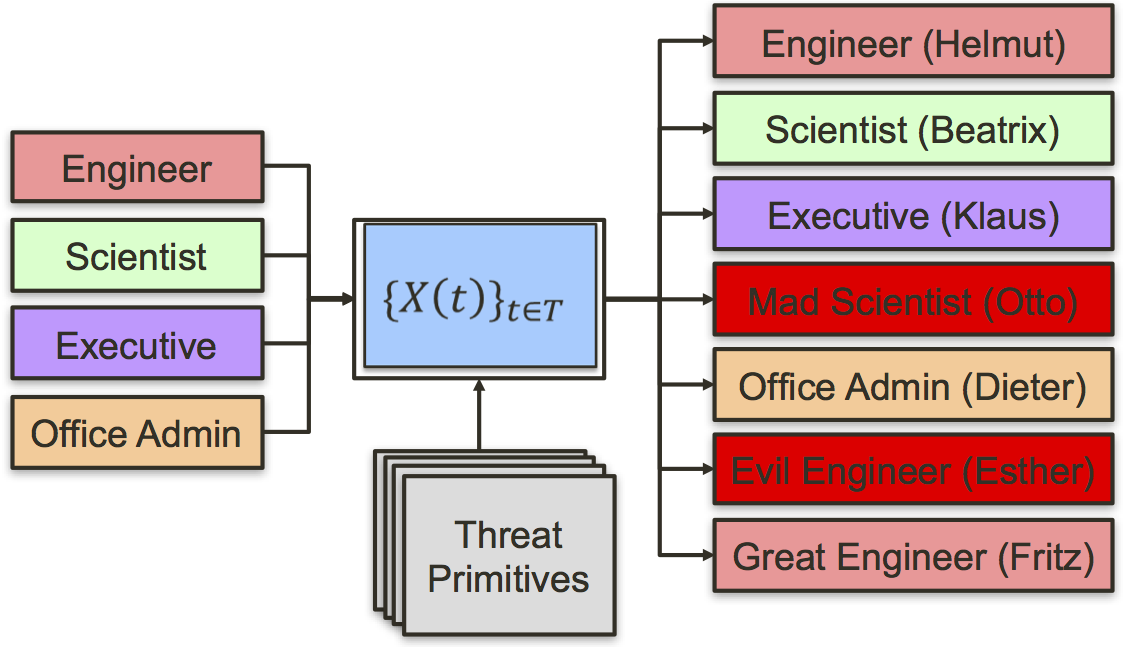 Engineer
Scientist
Executive
Office Admin
{X(t)}t∈T
Threat
Primitives
Engineer (Helmut)
Scientist (Beatrix)
Executive (Klaus)
Mad Scientist (Otto)
Office Admin (Dieter)
Evil Engineer (Esther)
Great Engineer (Fritz)